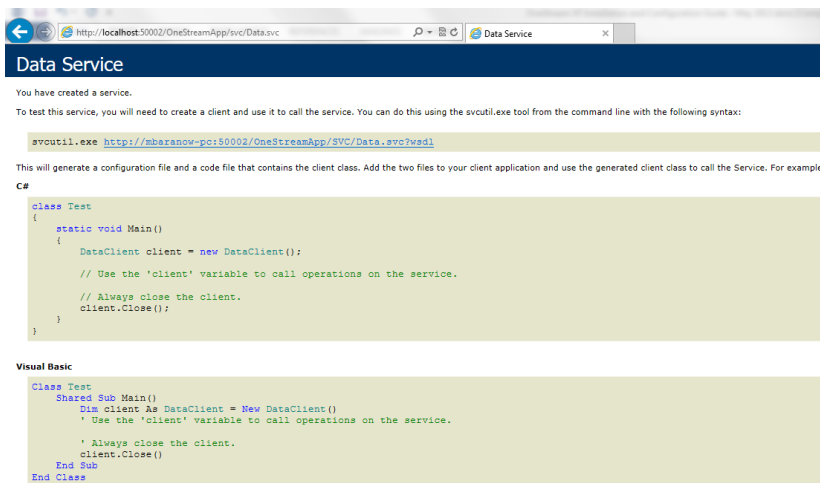 http://localhost:50002/OneStreamApp/svc/Data.svc
Data Service
Data Service
You have created a service.
To test this service, you will need to create a client and use it to call the service. You can do this using the svcutil.exe tool from the command line with the following syntax:
svcutil.exe http://mbaranow-pc:50002/OneStreamApp/SVC/Data.svc?wsdl
This will generate a configuration file and a code file that contains the client class. Add the two files to your client application and use the generated client class to call the Service. For example
C#
class Test
{
static void Main()
{
DataClient client = new DataClient();
// Use the 'client' variable to call operations on the service.
// Always close the client.
client.Close();
}
}
Visual Basic
Class Test
Shared Sub Main()
Dim client As DataClient = New DataClient()
' Use the 'client' variable to call operations on the service.
' Always close the client.
client.Close()
End Sub
End Class